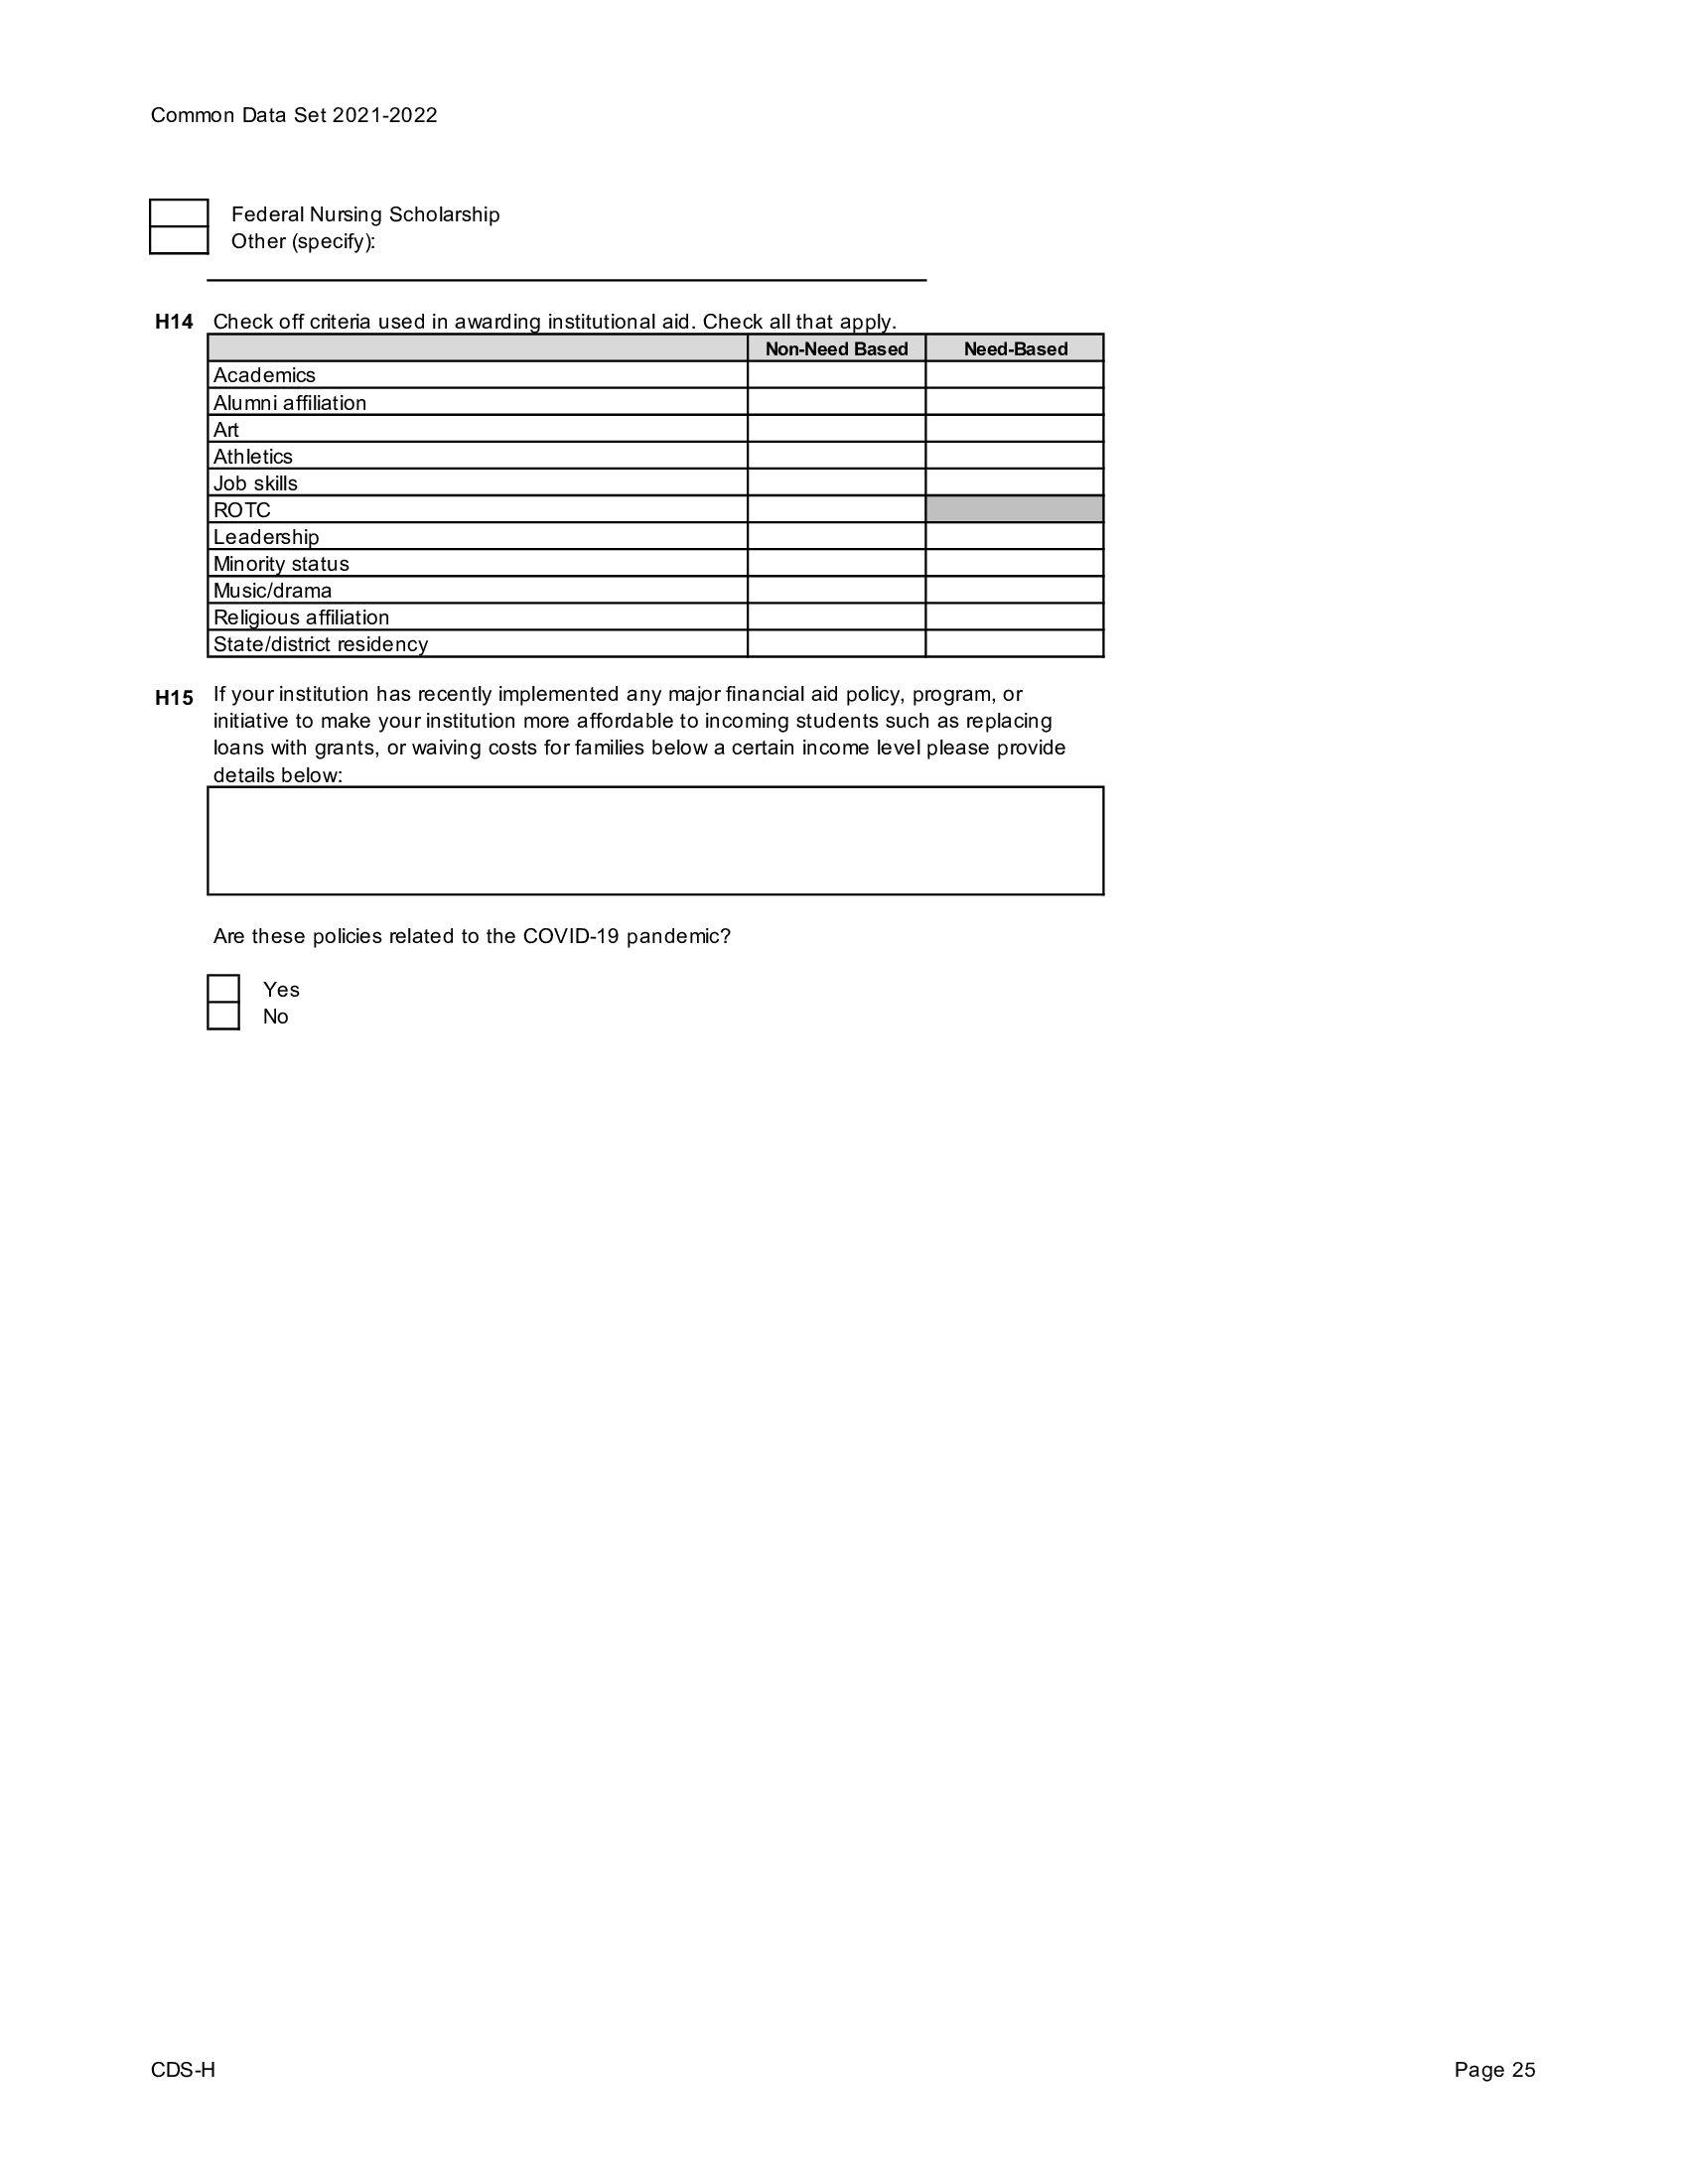 Common Data Set 2021-2022
Federal Nursing Scholarship
Other (specify):
H14 Check off criteria used in awarding institutional aid. Check all that apply.
Non-Need Based Need-Based
Academics
Alumni affiliation
Art
Athletics
Job skills
ROTC
Leadership
Minority status
Music/drama
Religious affiliation
State/district residency
H15 If your institution has recently implemented any major financial aid policy, program, or
initiative to make your institution more affordable to incoming students such as replacing
loans with grants, or waiving costs for families below a certain income level please provide
details below:
Are these policies related to the COVID-19 pandemic?
Yes
No
CDS-H Page 25